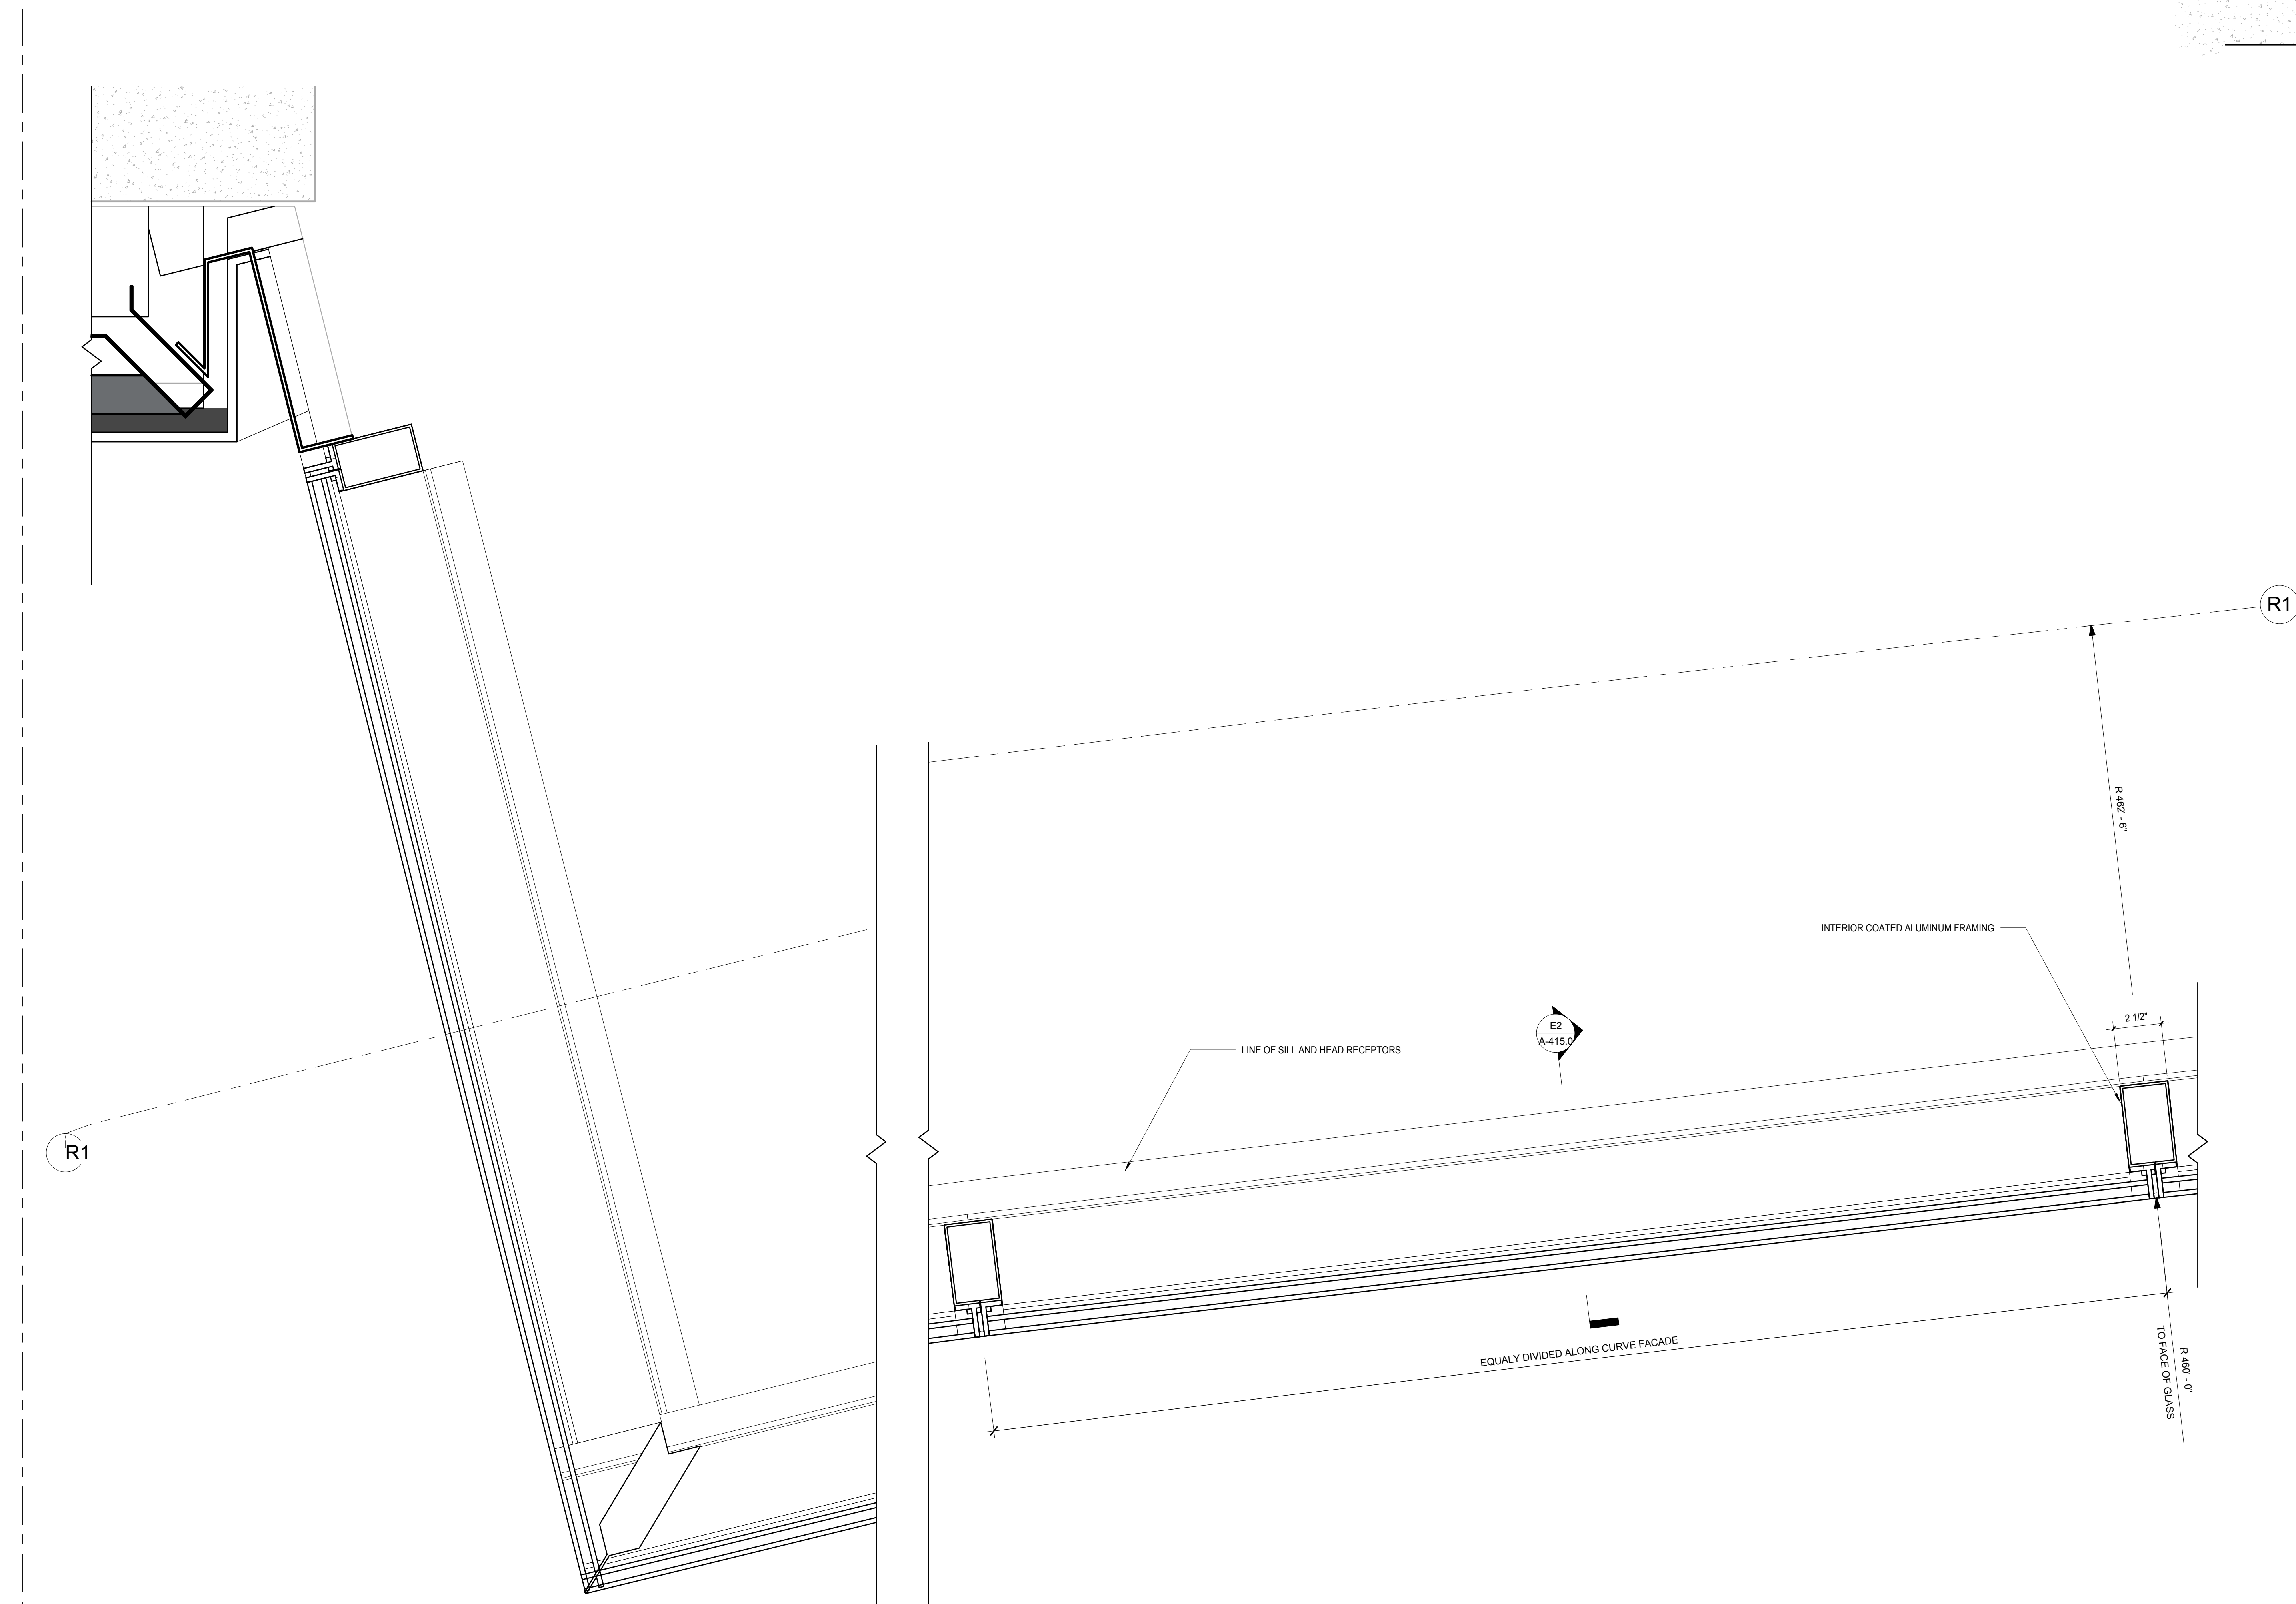 R1
R 462' - 6"
INTERIOR COATED ALUMINUM FRAMING
2 1/2"
E2
A-415.0
LINE OF SILL AND HEAD RECEPTORS
R1
EQUALY DIVIDED ALONG CURVE FACADE
R 460' - 0"
TO FACE OF GLASS